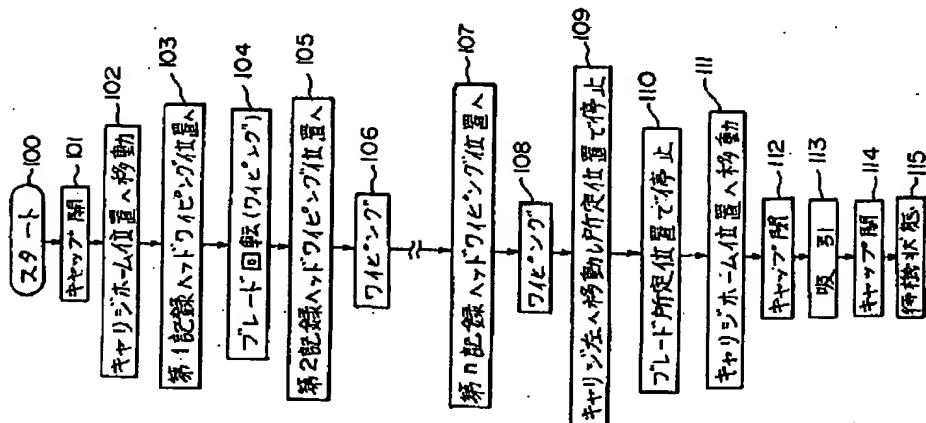 スタート
100
キャップ開
101
キャリジホーム位置へ移動
102
第1記録ヘッドワイピング位置へ
103
ブレード回転(ワイピング)
104
第2記録ヘッドワイピング位置へ
105
ワイピング
106
第n記録ヘッドワイピング位置へ
107
ワイピング
108
キャリジ左へ移動し所定位置で停止
109
ブレード所定位置で停止
110
キャリジホーム位置へ移動
111
キャップ閉
112
吸引
113
キャップ開
114
待機状態
115